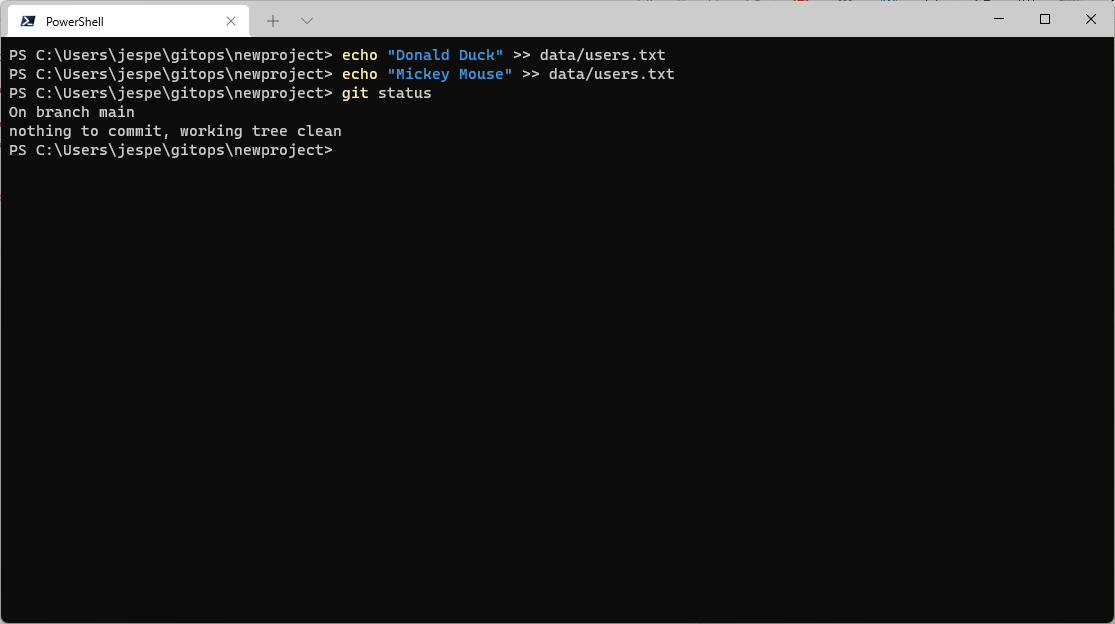 PowerShell
PS C:\Users\jespe\gitops\newproject> echo "Donald Duck" >> data/users.txt
PS C:\Users\jespe\gitops\newproject> echo "Mickey Mouse" >> data/users.txt
PS C:\Users\jespe\gitops\newproject> git status
On branch main
nothing to commit, working tree clean
PS C:\Users\jespe\gitops\newproject>